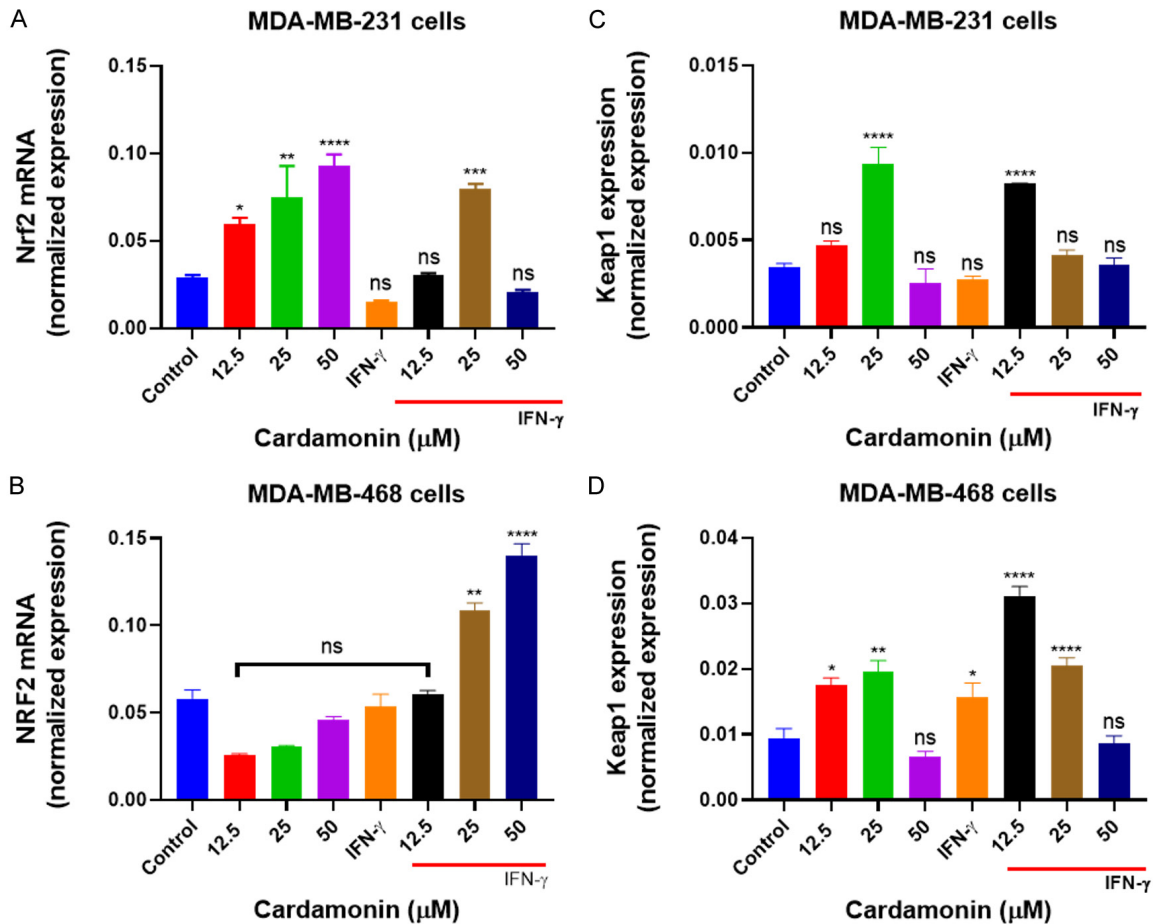 A
MDA-MB-231 cells
Nrf2 mRNA
(normalized expression)
0.15
0.10
0.05
0.00
* ** **** ns ns *** ns
Control 12.5 25 50 IFN-γ 12.5 25 50
IFN-γ
Cardamonin (μM)
C
MDA-MB-231 cells
Keap1 expression
(normalized expression)
0.015
0.010
0.005
0.000
ns **** ns ns **** ns ns
Control 12.5 25 50 IFN-γ 12.5 25 50
IFN-γ
Cardamonin (μM)
B
MDA-MB-468 cells
NRF2 mRNA
(normalized expression)
0.15
0.10
0.05
0.00
ns ** ****
Control 12.5 25 50 IFN-γ 12.5 25 50
IFN-γ
Cardamonin (μM)
D
MDA-MB-468 cells
Keap1 expression
(normalized expression)
0.04
0.03
0.02
0.01
0.00
* ** ns * **** **** ns
Control 12.5 25 50 IFN-γ 12.5 25 50
IFN-γ
Cardamonin (μM)